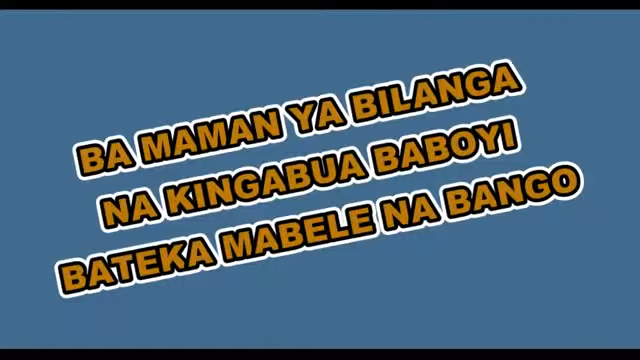 BA MAMAN YA BILANGA
NA KINGABUA BABOYI
BATEKA MABELE NA BANGO